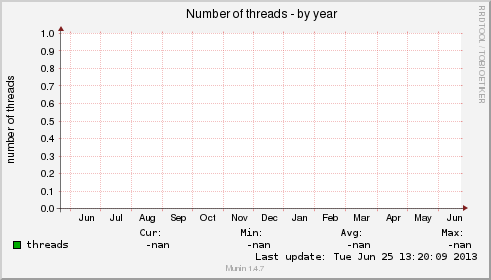 Number of threads - by year
RRDTOOL / TOBI OETIKER
number of threads
1.0
0.9
0.8
0.7
0.6
0.5
0.4
0.3
0.2
0.1
0.0
Jun Jul Aug Sep Oct Nov Dec Jan Feb Mar Apr May Jun
Cur: Min: Avg: Max:
threads -nan -nan -nan -nan
Last update: Tue Jun 25 13:20:09 2013
Munin 1.4.7